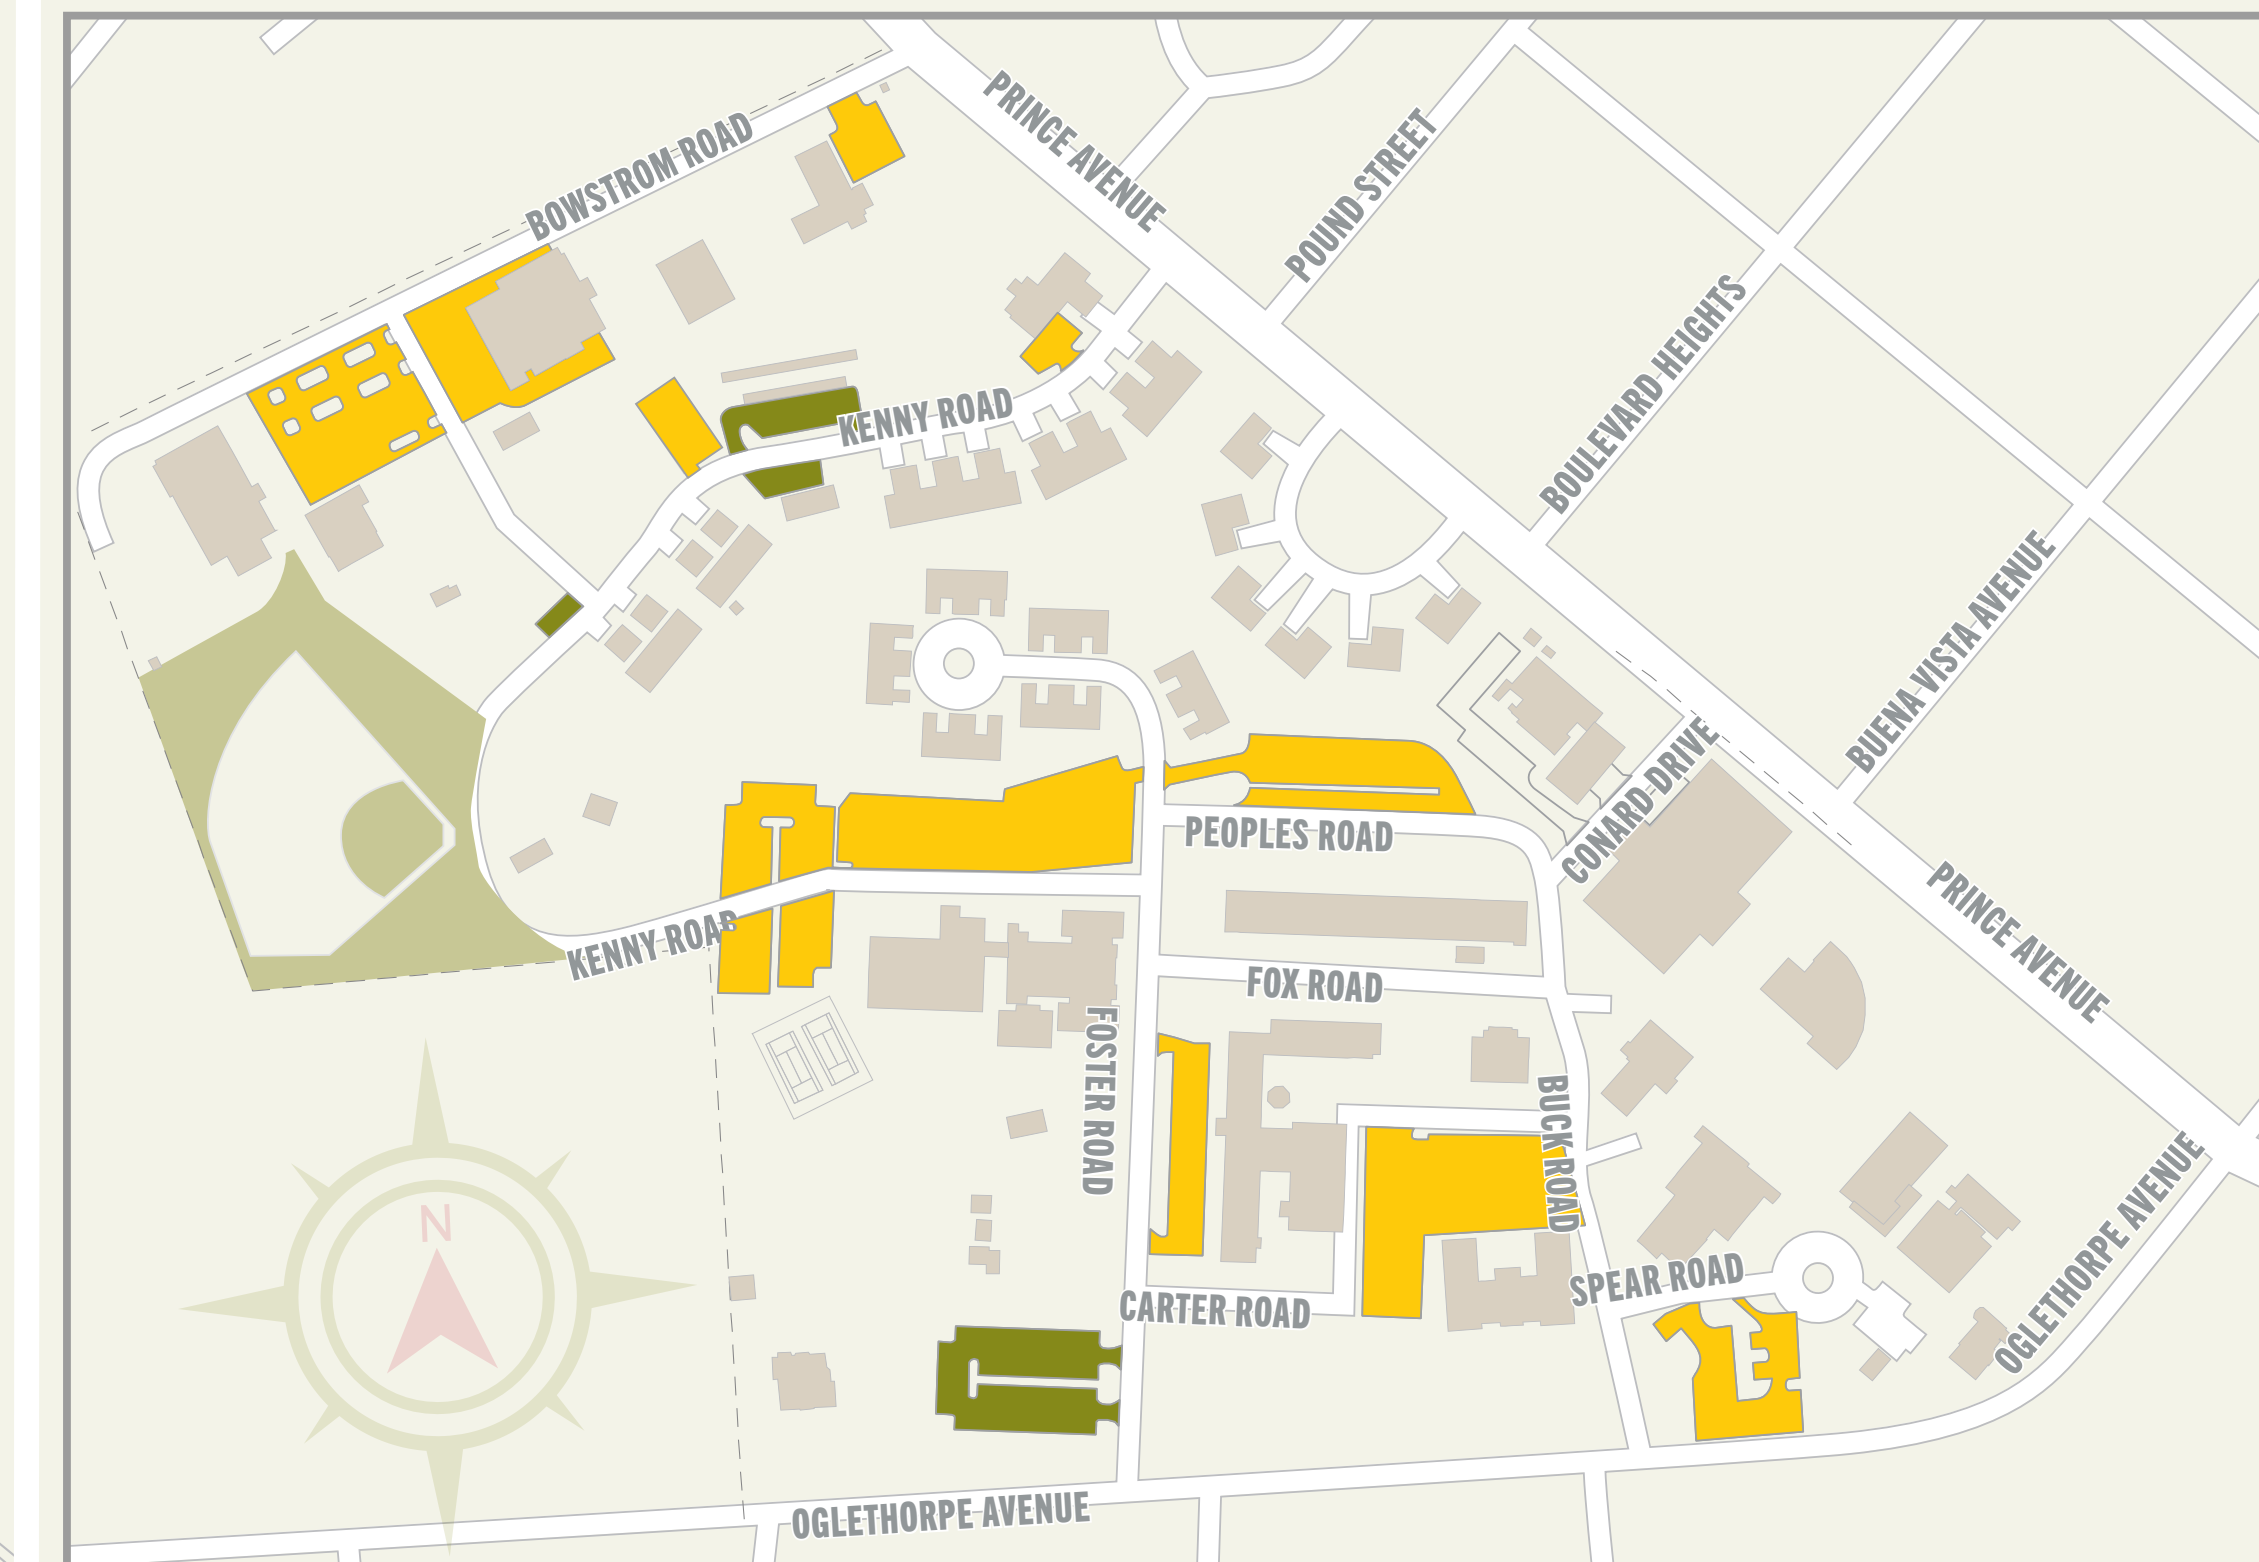 PRINCE AVENUE
BOWSTROM ROAD
POUND STREET
BOULEVARD HEIGHTS
KENNY ROAD
BUENA VISTA AVENUE
CONARD DRIVE
PEOPLES ROAD
PRINCE AVENUE
KENNY ROAD
FOX ROAD
FOSTER ROAD
BUCK ROAD
N
OGLETHORPE AVENUE
SPEAR ROAD
CARTER ROAD
OGLETHORPE AVENUE